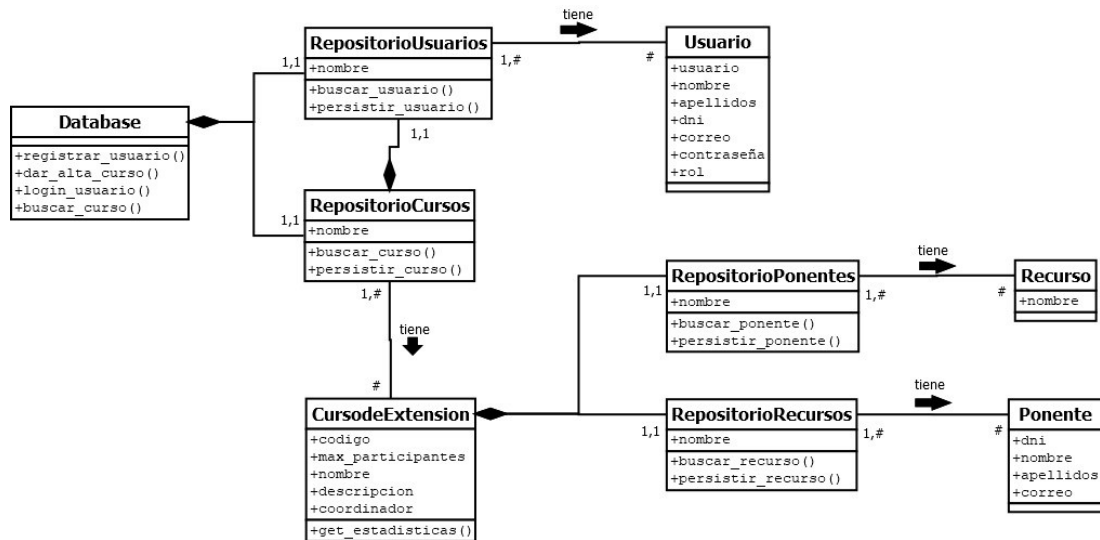 tiene
RepositorioUsuarios
+nombre
+buscar_usuario()
+persistir_usuario()
1,#
#
Usuario
+usuario
+nombre
+apellidos
+dni
+correo
+contraseña
+rol
1,1
Database
+registrar_usuario()
+dar_alta_curso()
+login_usuario()
+buscar_curso()
1,1
1,1
RepositorioCursos
+nombre
+buscar_curso()
+persistir_curso()
1,#
tiene
#
CursodeExtension
+codigo
+max_participantes
+nombre
+descripcion
+coordinador
+get_estadisticas()
tiene
1,1
RepositorioPonentes
+nombre
+buscar_ponente()
+persistir_ponente()
1,#
#
Recurso
+nombre
tiene
1,1
RepositorioRecursos
+nombre
+buscar_recurso()
+persistir_recurso()
1,#
#
Ponente
+dni
+nombre
+apellidos
+correo